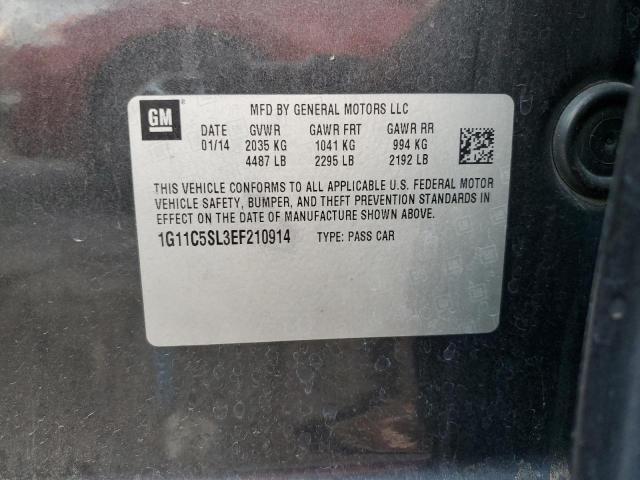 GM
MFD BY GENERAL MOTORS LLC
DATE GVWR GAWR FRT GAWR RR
01/14 2035 KG 1041 KG 994 KG
4487 LB 2295 LB 2192 LB
THIS VEHICLE CONFORMS TO ALL APPLICABLE U.S. FEDERAL MOTOR
VEHICLE SAFETY, BUMPER, AND THEFT PREVENTION STANDARDS IN
EFFECT ON THE DATE OF MANUFACTURE SHOWN ABOVE.
1G11C5SL3EF210914 TYPE: PASS CAR